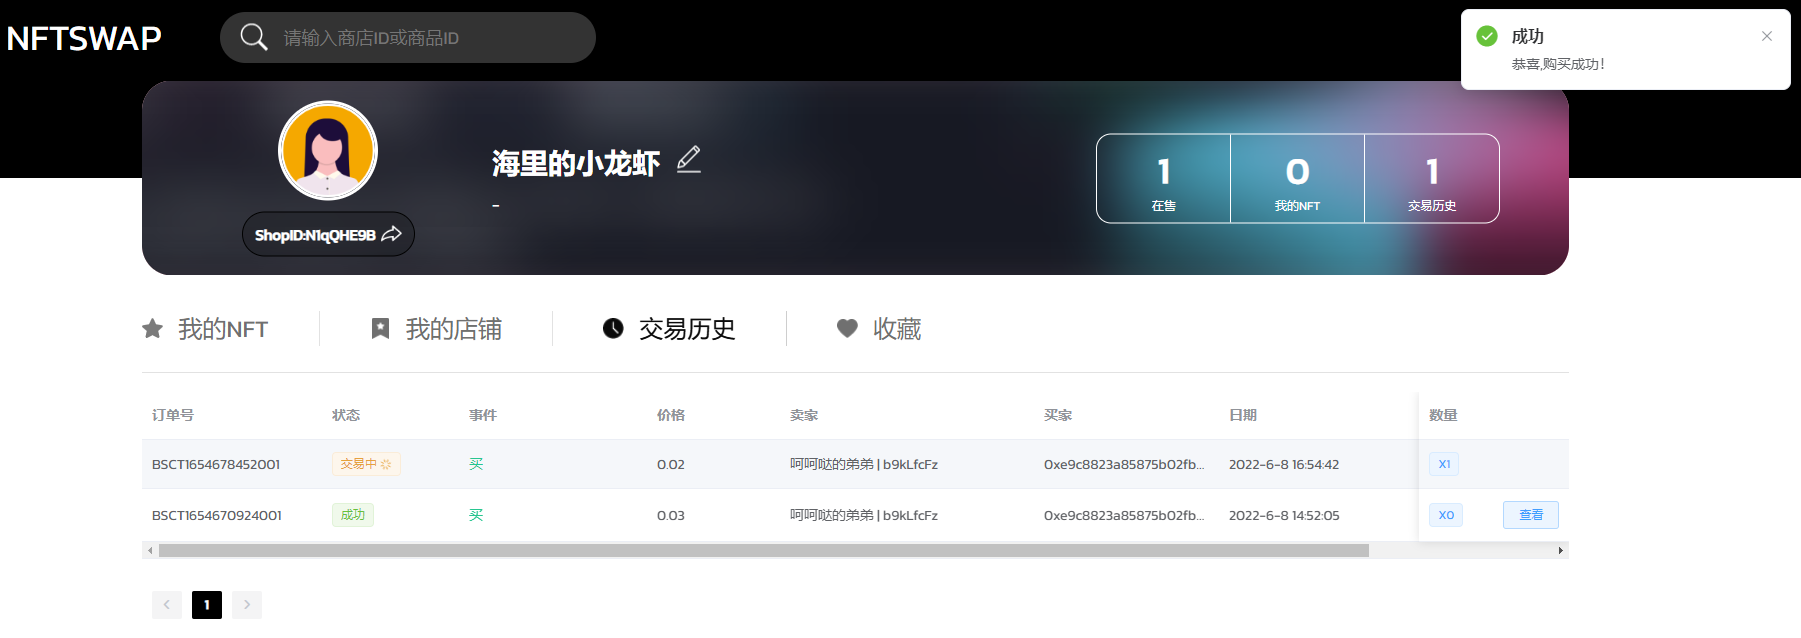 NFTSWAP
请输入商店ID或商品ID
成功
恭喜,购买成功!
海里的小龙虾
-
ShopID:N1qQHE9B
1
在售
0
我的NFT
1
交易历史
我的NFT
我的店铺
交易历史
收藏
订单号 状态 事件 价格 卖家 买家 日期 数量
BSCT1654678452001 交易中 买 0.02 呵呵哒的弟弟 | b9kLfcFz 0xe9c8823a85875b02fb... 2022-6-8 16:54:42 X1
BSCT1654670924001 成功 买 0.03 呵呵哒的弟弟 | b9kLfcFz 0xe9c8823a85875b02fb... 2022-6-8 14:52:05 X0 查看
1